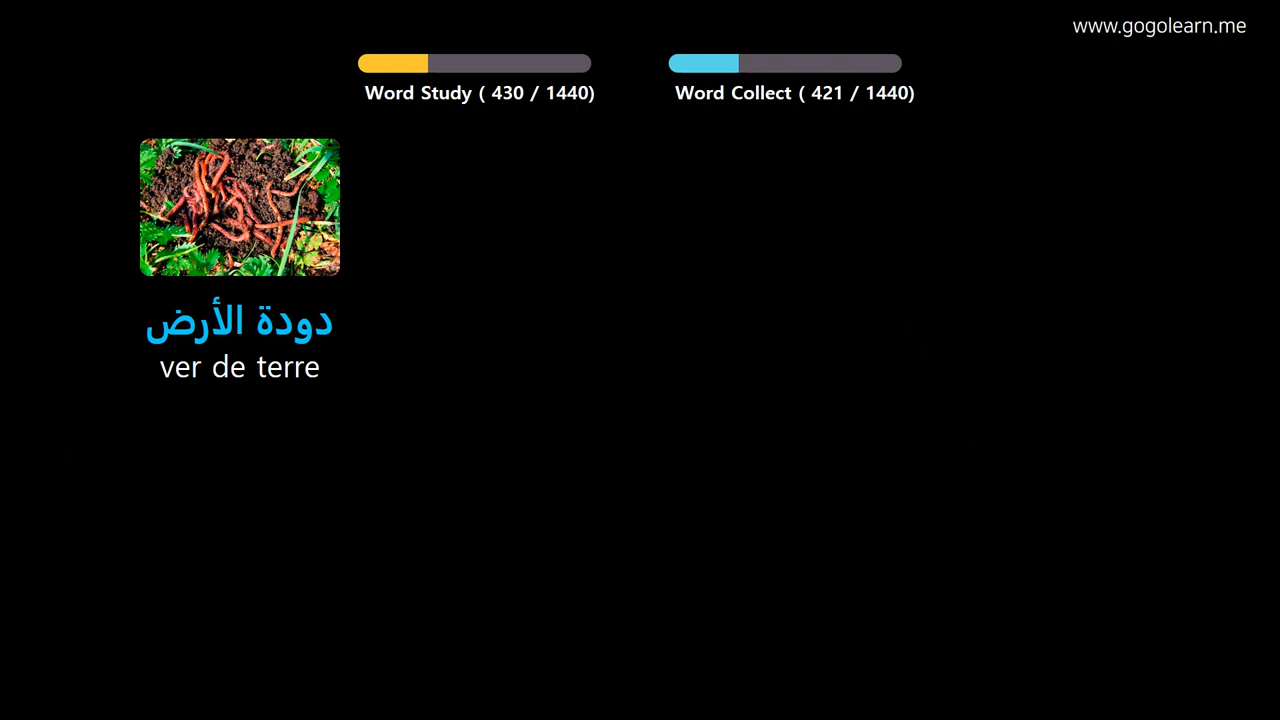 www.gogolearn.me
Word Study ( 430 / 1440)
Word Collect ( 421 / 1440)
دودة الأرض
ver de terre